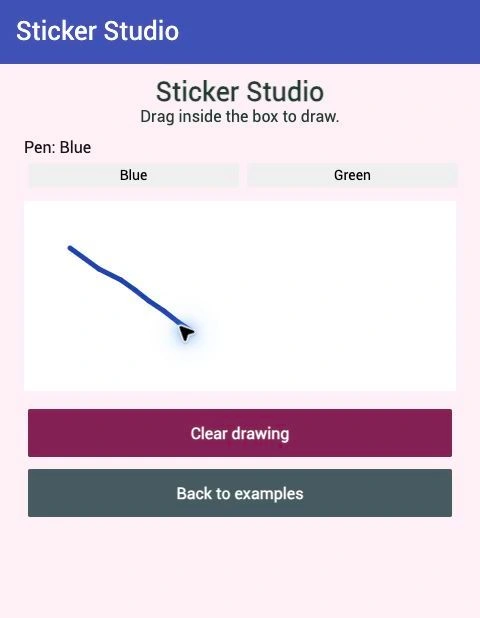 Sticker Studio
Sticker Studio
Drag inside the box to draw.
Pen: Blue
Blue
Green
Clear drawing
Back to examples